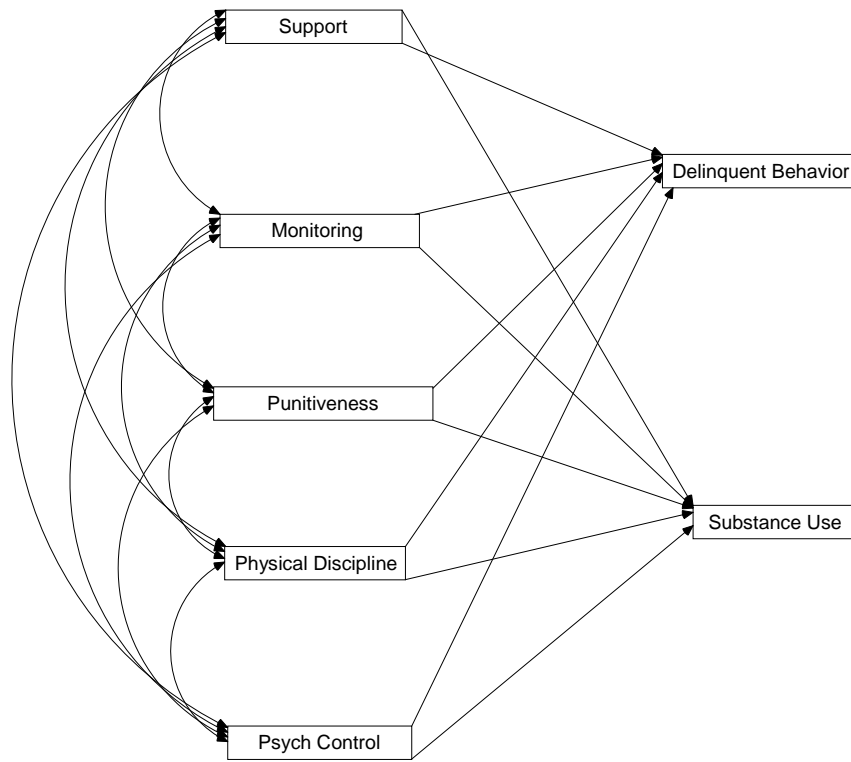 Support
Delinquent Behavior
Monitoring
Punitiveness
Substance Use
Physical Discipline
Psych Control